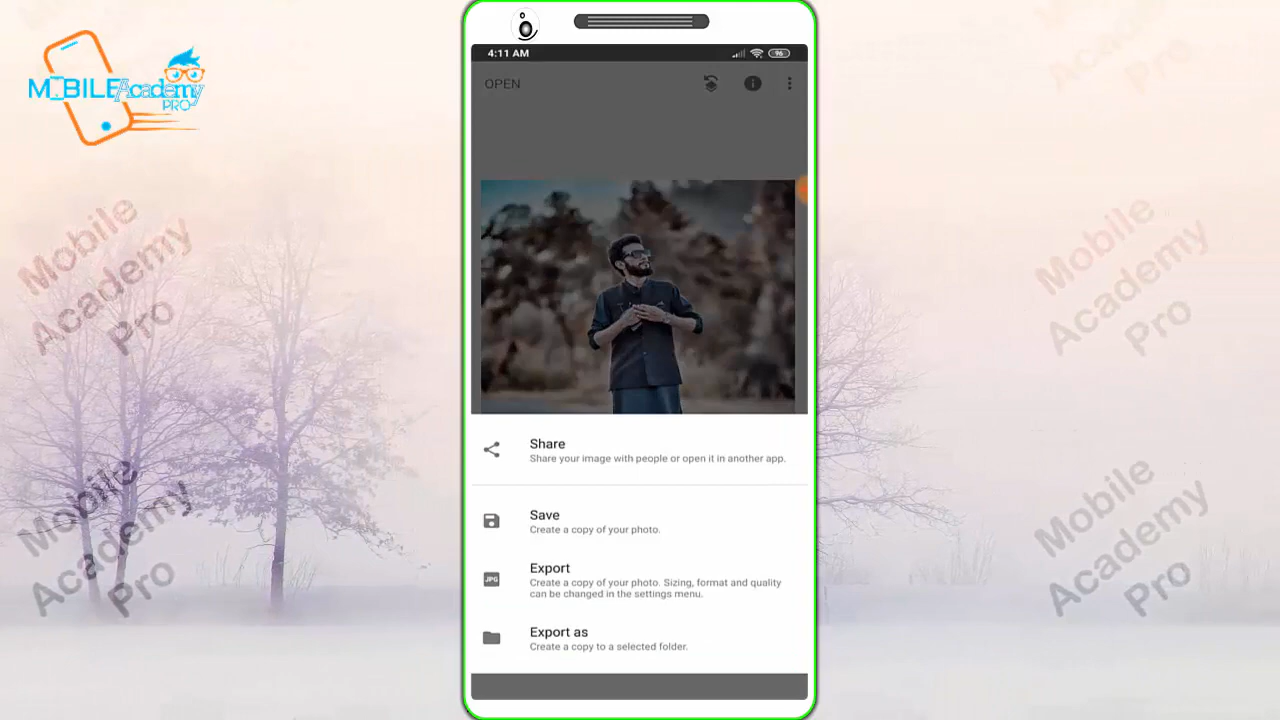 MOBILE Academy
PRO
4:11 AM
96
OPEN
Share
Share your image with people or open it in another app.
Save
Create a copy of your photo.
JPG
Export
Create a copy of your photo. Sizing, format and quality
can be changed in the settings menu.
Export as
Create a copy to a selected folder.
Mobile
Academy
Pro
Mobile
Academy
Pro
Mobile
Academy
Pro
Mobile
Academy
Pro